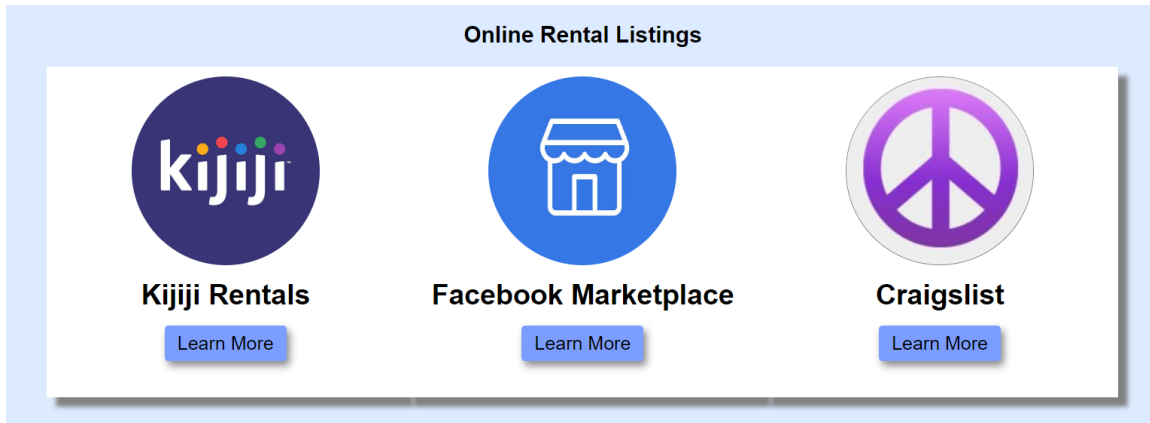 Online Rental Listings
kijiji
Kijiji Rentals
Facebook Marketplace
Craigslist
Learn More
Learn More
Learn More